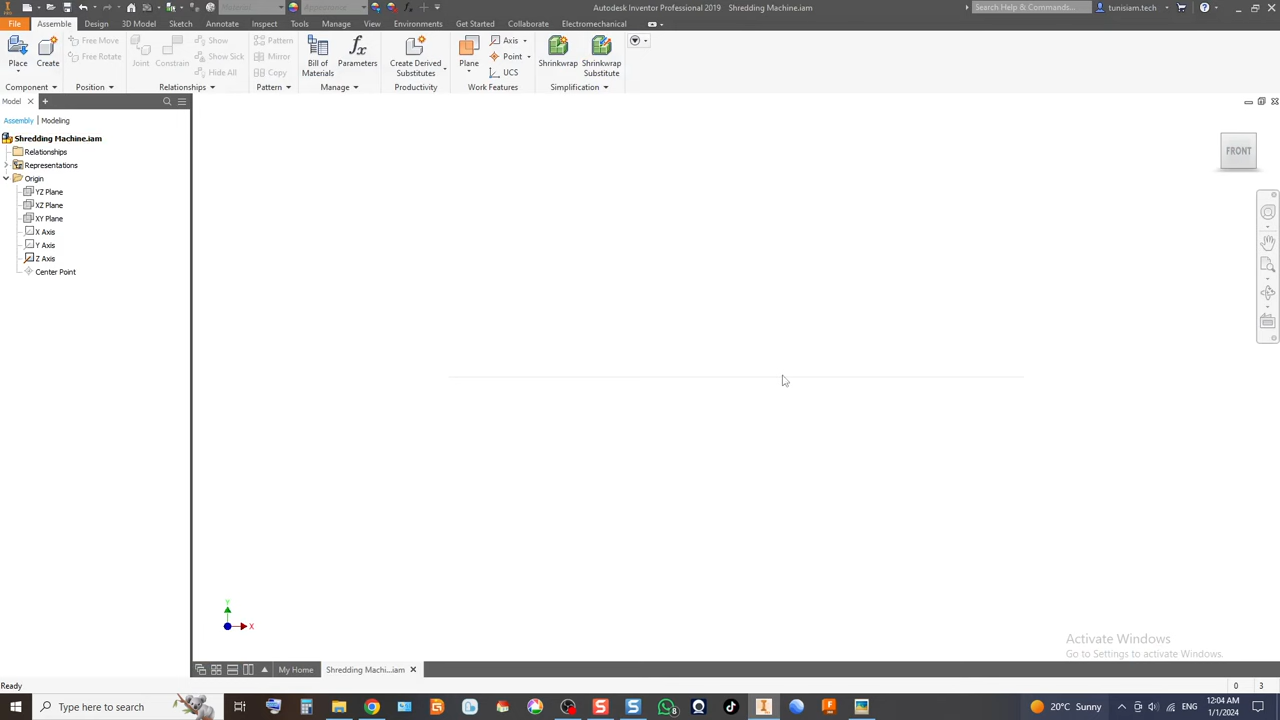 Material
Appearance
Autodesk Inventor Professional 2019 Shredding Machine.iam
Search Help & Commands...
tunisiam.tech
File Assemble Design 3D Model Sketch Annotate Inspect Tools Manage View Environments Get Started Collaborate Electromechanical
Place
Create
Free Move
Free Rotate
Joint
Constrain
Show
Show Sick
Hide All
Pattern
Mirror
Copy
Bill of Materials
Parameters
Create Derived Substitutes
Plane
Axis
Point
UCS
Shrinkwrap
Shrinkwrap Substitute
Component Position Relationships Pattern Manage Productivity Work Features Simplification
Model
Assembly Modeling
Shredding Machine.iam
Relationships
Representations
Origin
YZ Plane
XZ Plane
XY Plane
X Axis
Y Axis
Z Axis
Center Point
FRONT
Y
X
Activate Windows
Go to Settings to activate Windows.
My Home Shredding Machi...iam
Ready
0 3
Type here to search
8
20°C Sunny
ENG
12:04 AM
1/1/2024